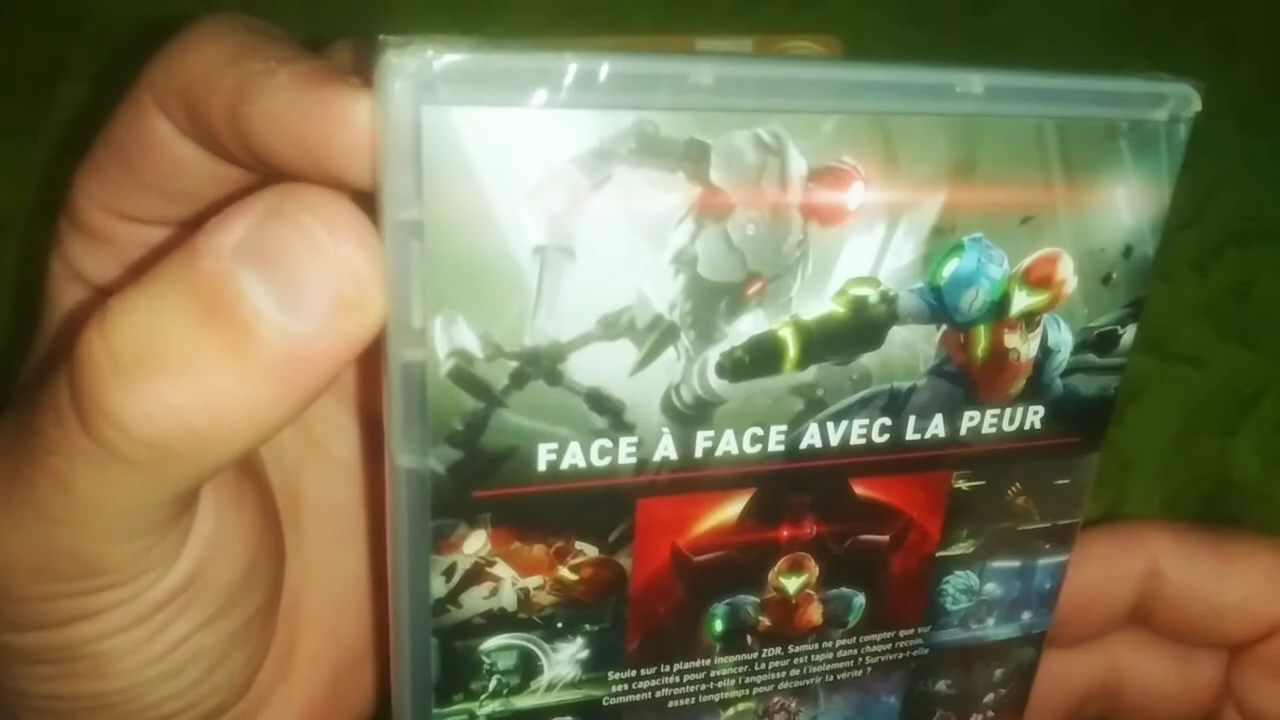 FACE À FACE AVEC LA PEUR
Seule sur la planète inconnue ZDR, Samus ne peut compter que sur
ses capacités pour avancer. La peur est tapie dans chaque recoin.
Comment affrontera-t-elle l'angoisse de l'isolement ? Survivra-t-elle
assez longtemps pour découvrir la vérité ?